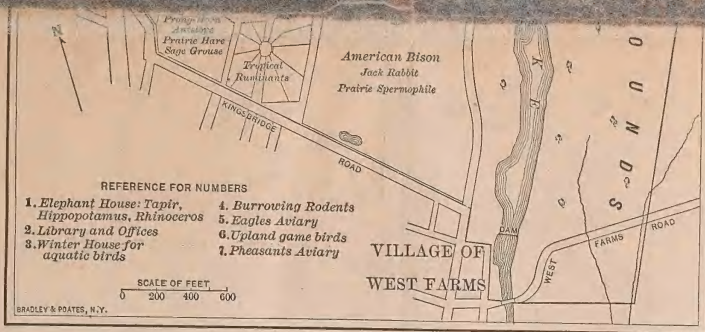 Prong Horn
Antelope
Prairie Hare
Sage Grouse
Tropical
Ruminants
American Bison
Jack Rabbit
Prairie Spermophile
N
K
E
O
U
N
D
S
KINGSBRIDGE
ROAD
REFERENCE FOR NUMBERS
1. Elephant House: Tapir,
Hippopotamus, Rhinoceros
2. Library and Offices
3. Winter House for
aquatic birds
4. Burrowing Rodents
5. Eagles Aviary
6. Upland game birds
7. Pheasants Aviary
DAM
VILLAGE OF
WEST FARMS
WEST
FARMS
ROAD
SCALE OF FEET
0 200 400 600
BRADLEY & POATES, N.Y.